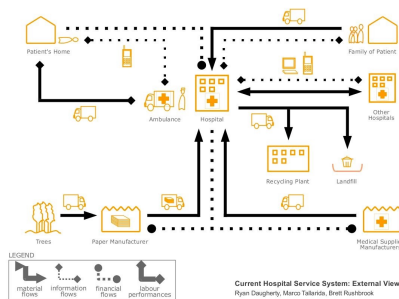 Patient's Home
Family of Patient
Ambulance
Hospital
Other
Hospitals
Recycling Plant
Landfill
Trees
Paper Manufacturer
Medical Supplies
Manufacturers
LEGEND
material
flows
information
flows
financial
flows
labour
performances
Current Hospital Service System: External View
Ryan Daugherty, Marco Tallarida, Brett Rushbrook